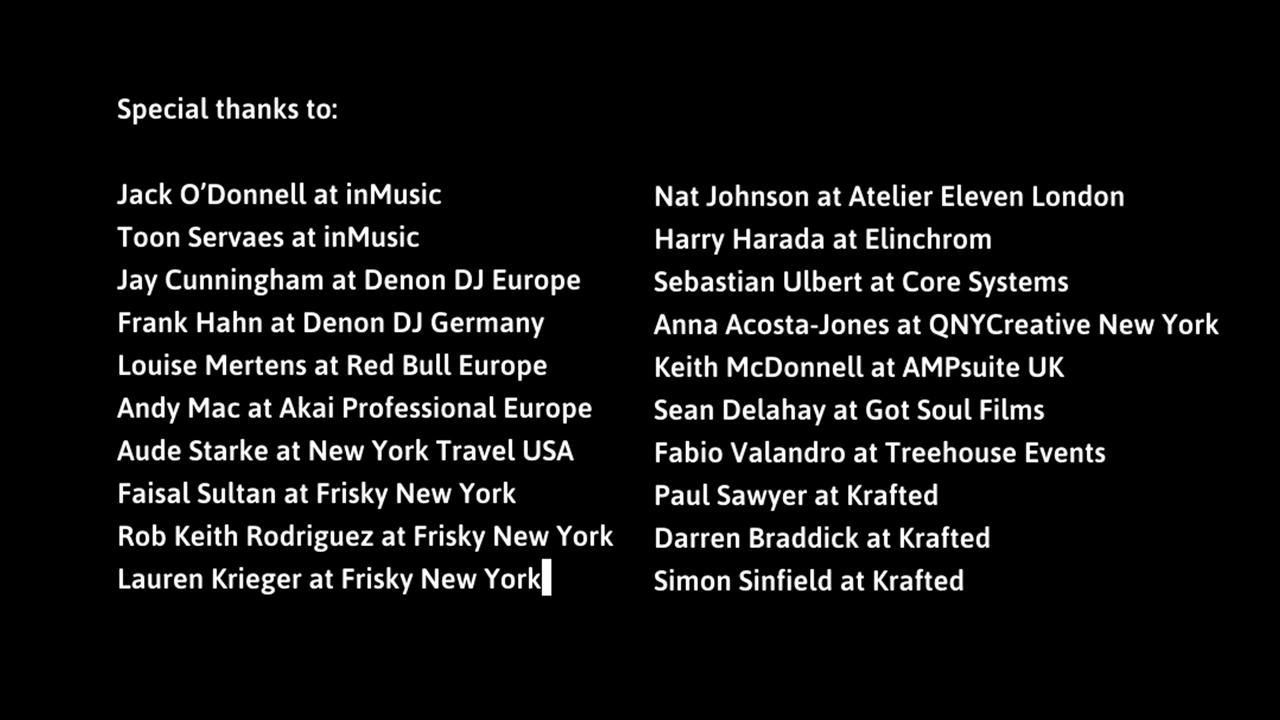 Special thanks to:
Jack O’Donnell at inMusic
Toon Servaes at inMusic
Jay Cunningham at Denon DJ Europe
Frank Hahn at Denon DJ Germany
Louise Mertens at Red Bull Europe
Andy Mac at Akai Professional Europe
Aude Starke at New York Travel USA
Faisal Sultan at Frisky New York
Rob Keith Rodriguez at Frisky New York
Lauren Krieger at Frisky New York
Nat Johnson at Atelier Eleven London
Harry Harada at Elinchrom
Sebastian Ulbert at Core Systems
Anna Acosta-Jones at QNYCreative New York
Keith McDonnell at AMPsuite UK
Sean Delahay at Got Soul Films
Fabio Valandro at Treehouse Events
Paul Sawyer at Krafted
Darren Braddick at Krafted
Simon Sinfield at Krafted